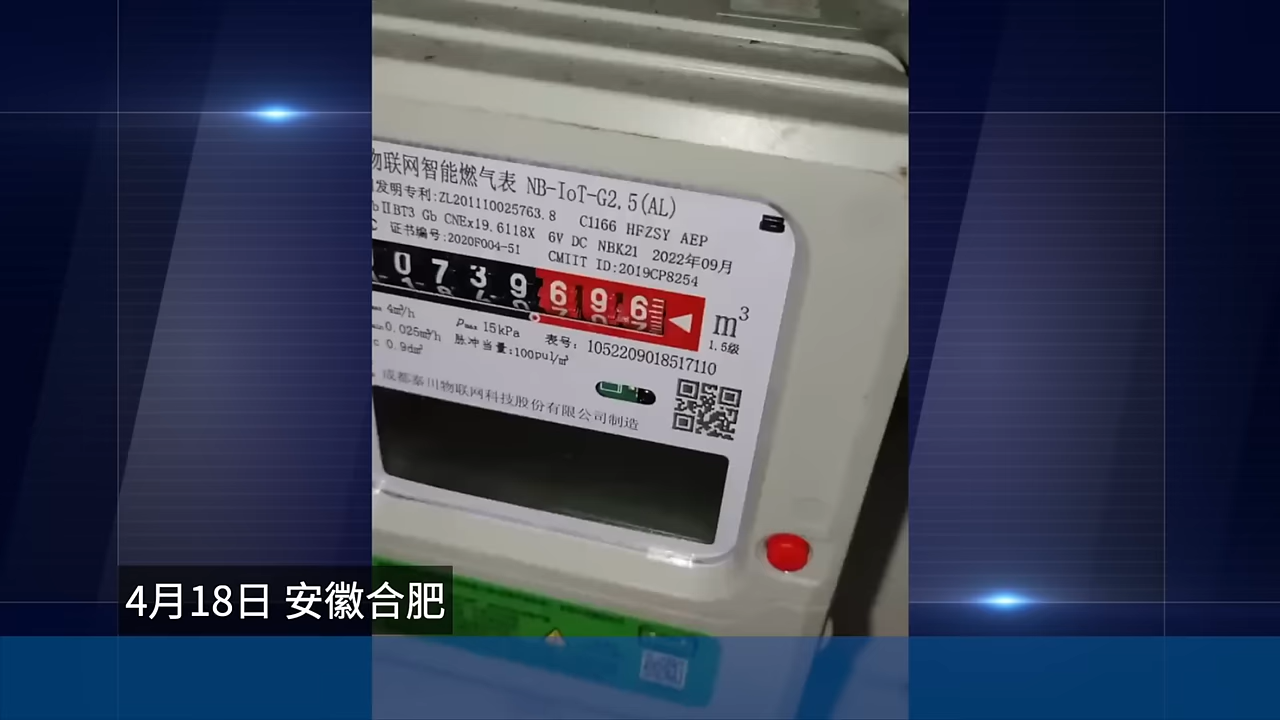 物联网智能燃气表 NB-IoT-G2.5(AL)
发明专利:ZL201110025763.8 C1166 HFZSY AEP
bⅡBT3 Gb CNEx19.6118X 6V DC NBK21 2022年09月
证书编号:2020F004-51 CMIIT ID:2019CP8254
0739696 m³
4m³/h Pmax 15kPa 表号: 1052209018517110 1.5级
0.025m³/h 脉冲当量:100pul/m³
0.9dm³
成都秦川物联网科技股份有限公司制造
4月18日 安徽合肥